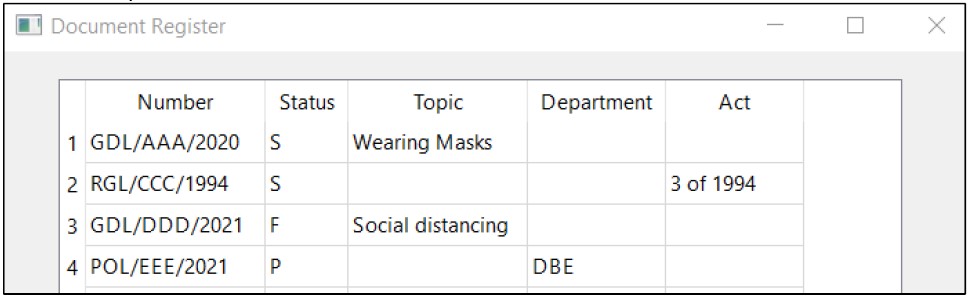 Document Register
Number Status Topic Department Act
1 GDL/AAA/2020 S Wearing Masks
2 RGL/CCC/1994 S 3 of 1994
3 GDL/DDD/2021 F Social distancing
4 POL/EEE/2021 P DBE